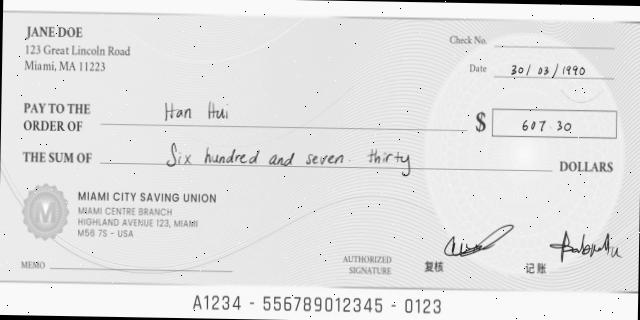 JANE DOE
123 Great Lincoln Road
Miami, MA 11223
Check No.
Date 30/03/1990
PAY TO THE
ORDER OF Han Hui
$ 607.30
THE SUM OF Six hundred and seven. thirty DOLLARS
M
MIAMI CITY SAVING UNION
MIAMI CENTRE BRANCH
HIGHLAND AVENUE 123, MIAMI
M56 7S - USA
MEMO
AUTHORIZED
SIGNATURE
复核
记账
A1234 - 556789012345 - 0123